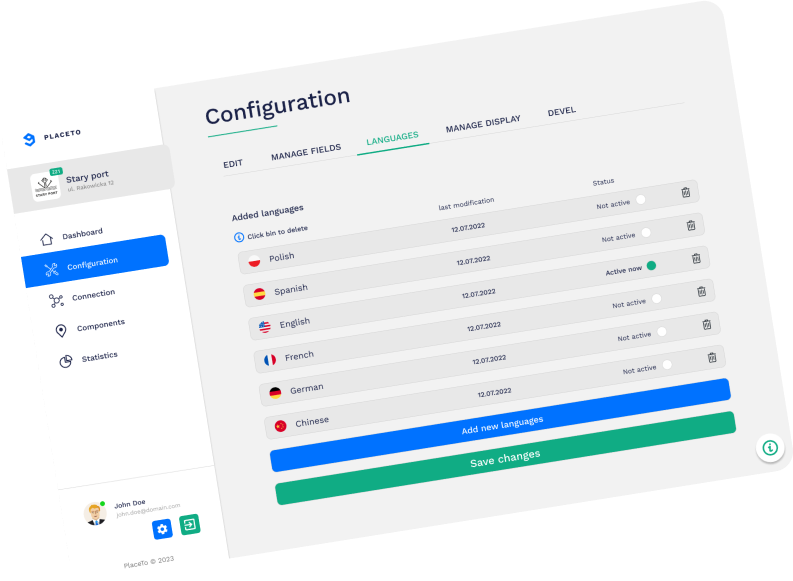 PLACETO
221
Stary port
ul. Rakowicka 12
STARY PORT
Dashboard
Configuration
Connection
Components
Statistics
John Doe
john.doe@domain.com
PlaceTo © 2023
Configuration
EDIT MANAGE FIELDS LANGUAGES MANAGE DISPLAY DEVEL
Added languages last modification Status
Click bin to delete
Polish 12.07.2022 Not active
Spanish 12.07.2022 Not active
English 12.07.2022 Active now
French 12.07.2022 Not active
German 12.07.2022 Not active
Chinese 12.07.2022 Not active
Add new languages
Save changes